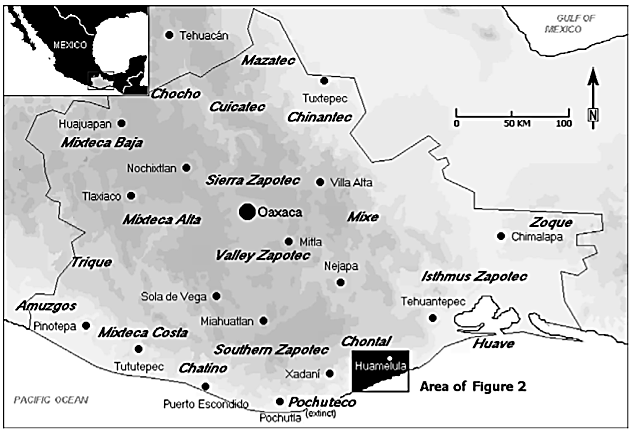 GULF OF
MEXICO
MEXICO
Tehuacán
Mazatec
Chocho
Cuicatec
Tuxtepec
Chinantec
0 50 KM 100
N
Huajuapan
Mixteca Baja
Nochixtlan
Sierra Zapotec
Villa Alta
Tlaxiaco
Mixteca Alta
Oaxaca
Mixe
Zoque
Chimalapa
Mitla
Valley Zapotec
Trique
Nejapa
Isthmus Zapotec
Sola de Vega
Amuzgos
Tehuantepec
Pinotepa
Mixteca Costa
Miahuatlan
Chontal
Huave
Southern Zapotec
Tututepec
Chatino
Huamelula
Xadaní
Area of Figure 2
PACIFIC OCEAN
Puerto Escondido
Pochuteco
(extinct)
Pochutla